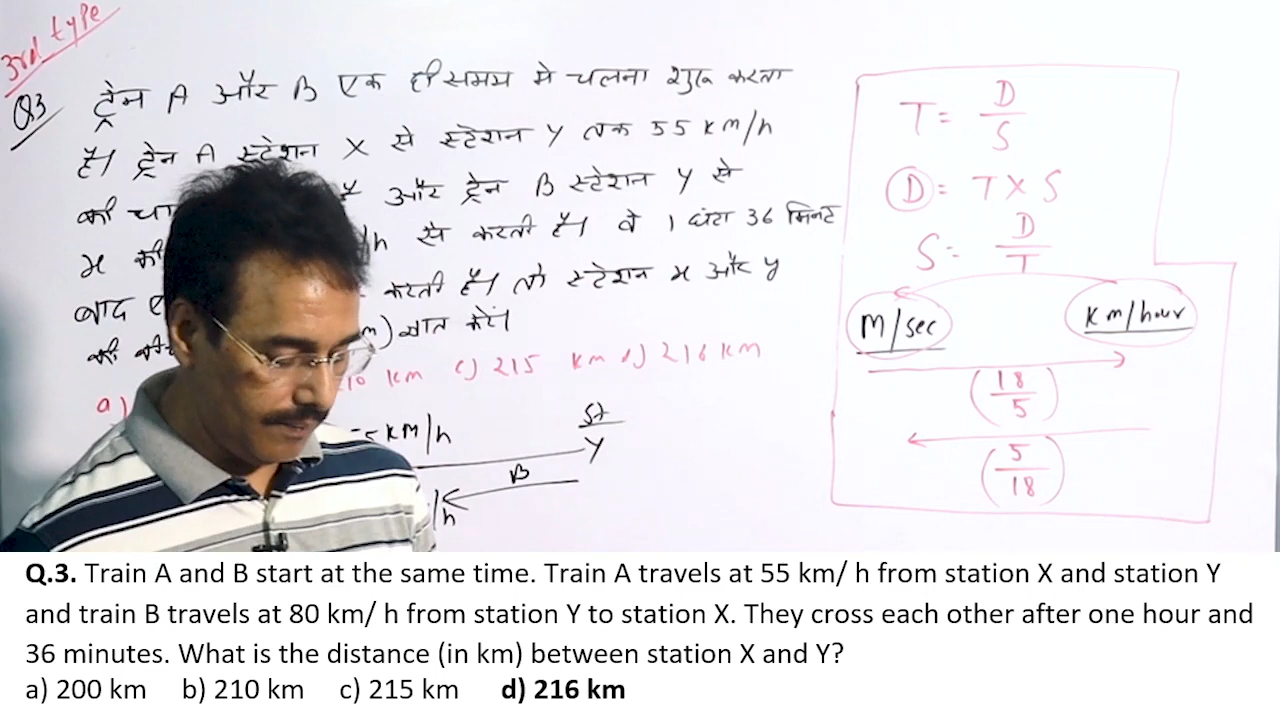 3rd type
Q3 ट्रेन A और B एक ही समय मे चलना शुरू करता
है। ट्रेन A स्टेशन X से स्टेशन Y तक 55 km/h
की चा और ट्रेन B स्टेशन Y से
x की /h से करती है। वे 1 घंटा 36 मिनट
बाद ए करती है। तो स्टेशन x और y
की m) ज्ञात करें।
a) 10 km c) 215 km d) 216 km
5 KM/h
St
Y
B
/h
T = D/S
D = T X S
S = D/T
M/sec Km/hour
(18/5)
(5/18)
Q.3. Train A and B start at the same time. Train A travels at 55 km/ h from station X and station Y
and train B travels at 80 km/ h from station Y to station X. They cross each other after one hour and
36 minutes. What is the distance (in km) between station X and Y?
a) 200 km b) 210 km c) 215 km d) 216 km